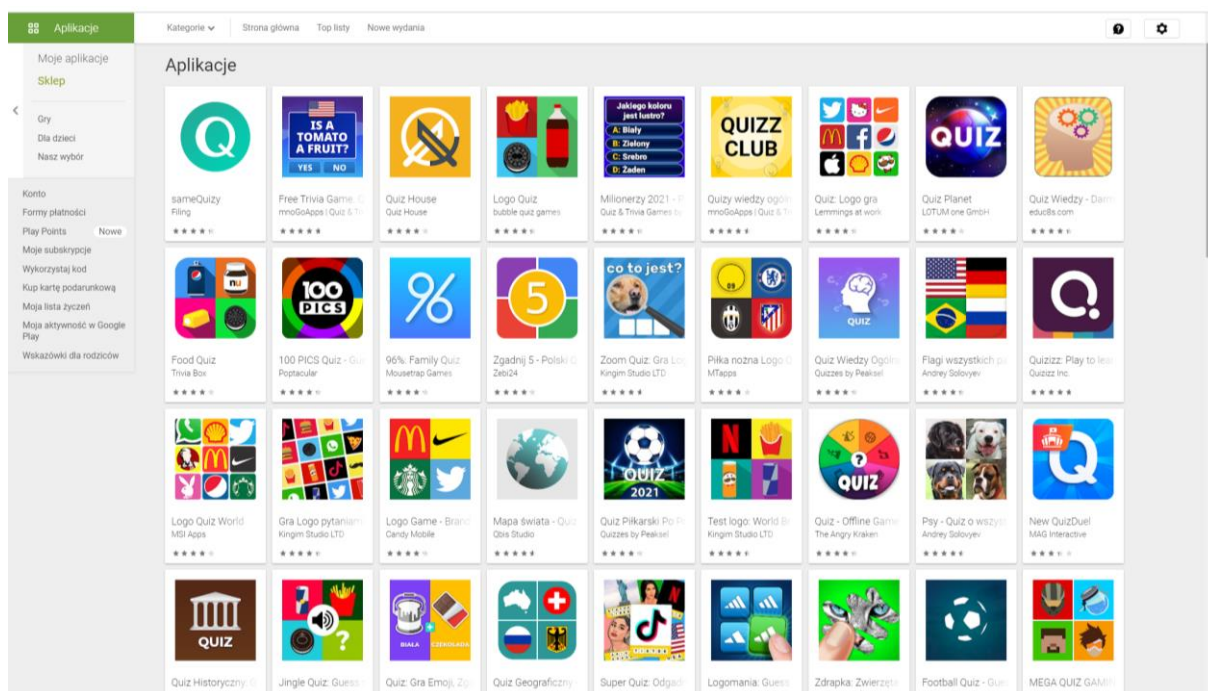 Aplikacje
Kategorie
Strona główna
Top listy
Nowe wydania
Moje aplikacje
Sklep
Gry
Dla dzieci
Nasz wybór
Konto
Formy płatności
Play Points Nowe
Moje subskrypcje
Wykorzystaj kod
Kup kartę podarunkową
Moja lista życzeń
Moja aktywność w Google
Play
Wskazówki dla rodziców
Aplikacje
Q
IS A
TOMATO
A FRUIT?
YES NO
Jakiego koloru
jest lustro?
A: Biały
B: Zielony
C: Srebro
D: Żaden
QUIZZ
CLUB
QUIZ
sameQuizy
Filing
Free Trivia Game.
mnoGoApps | Quiz &
Quiz House
Quiz House
Logo Quiz
bubble quiz games
Milionerzy 2021 -
Quiz & Trivia Games
Quizy wiedzy
mnoGoApps | Quiz &
Quiz: Logo gra
Lemmings at work
Quiz Planet
LOTUM one GmbH
Quiz Wiedzy -
educ8s.com
nu
100
PICS
96
5
co to jest?
QUIZ
Food Quiz
Trivia Box
100 PICS Quiz -
Poptacular
96%: Family Quiz
Mousetrap Games
Zgadnij 5 - Polski
Zebi24
Zoom Quiz: Gra
Kingim Studio LTD
Piłka nożna Logo
MTapps
Quiz Wiedzy
Quizzes by Peaksel
Flagi wszystkich
Andrey Solovyev
Quizizz: Play to
Quizizz Inc.
QUIZ
2021
N
?
QUIZ
Q
Logo Quiz World
MSI Apps
Gra Logo
Kingim Studio LTD
Logo Game -
Candy Mobile
Mapa świata -
Qbis Studio
Quiz Piłkarski Po
Quizzes by Peaksel
Test logo: World
Kingim Studio LTD
Quiz - Offline
The Angry Kraken
Psy - Quiz o
Andrey Solovyev
New QuizDuel
MAG Interactive
QUIZ
?
BIAŁA CZEKOLADA
Quiz Historyczny:
Jingle Quiz: Guess
Quiz: Gra Emoji,
Quiz Geograficzny
Super Quiz:
Logomania: Guess
Zdrapka: Zwierzęta
Football Quiz -
MEGA QUIZ